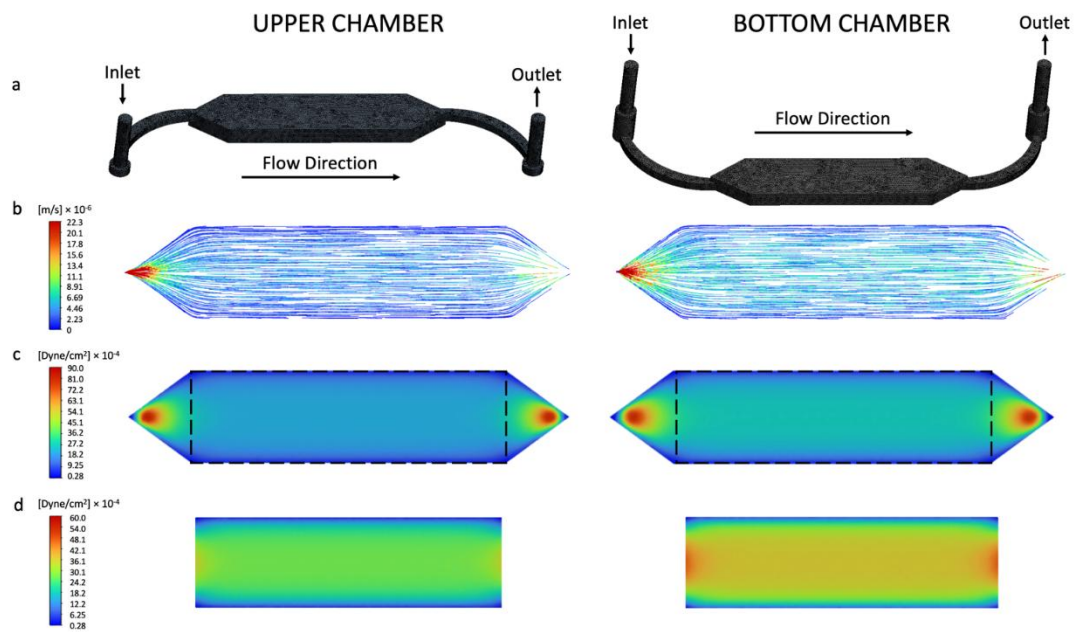 UPPER CHAMBER
BOTTOM CHAMBER
a
Inlet
Outlet
Flow Direction
Inlet
Outlet
Flow Direction
b
[m/s] × 10⁻⁶
22.3
20.1
17.8
15.6
13.4
11.1
8.91
6.69
4.46
2.23
0
c
[Dyne/cm²] × 10⁻⁴
90.0
81.0
72.1
63.1
54.1
45.1
36.2
27.2
18.2
9.25
0.28
d
[Dyne/cm²] × 10⁻⁴
60.0
54.0
48.1
42.1
36.1
30.1
24.2
18.2
12.2
6.25
0.28